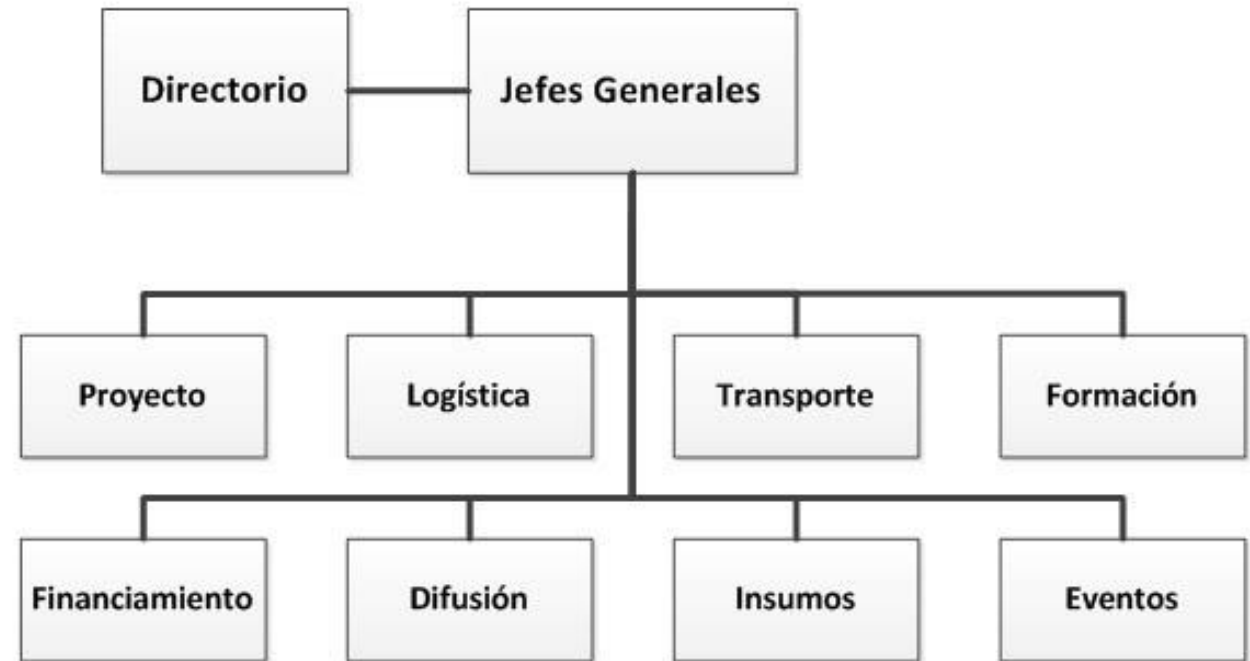 Directorio
Jefes Generales
Proyecto
Logística
Transporte
Formación
Financiamiento
Difusión
Insumos
Eventos